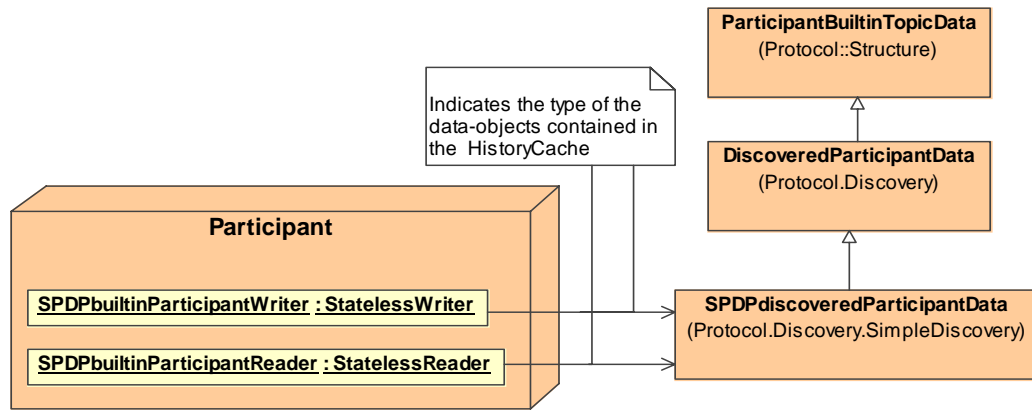 ParticipantBuiltinTopicData
(Protocol::Structure)
Indicates the type of the
data-objects contained in
the HistoryCache
DiscoveredParticipantData
(Protocol.Discovery)
Participant
SPDPbuiltinParticipantWriter : StatelessWriter
SPDPdiscoveredParticipantData
(Protocol.Discovery.SimpleDiscovery)
SPDPbuiltinParticipantReader : StatelessReader